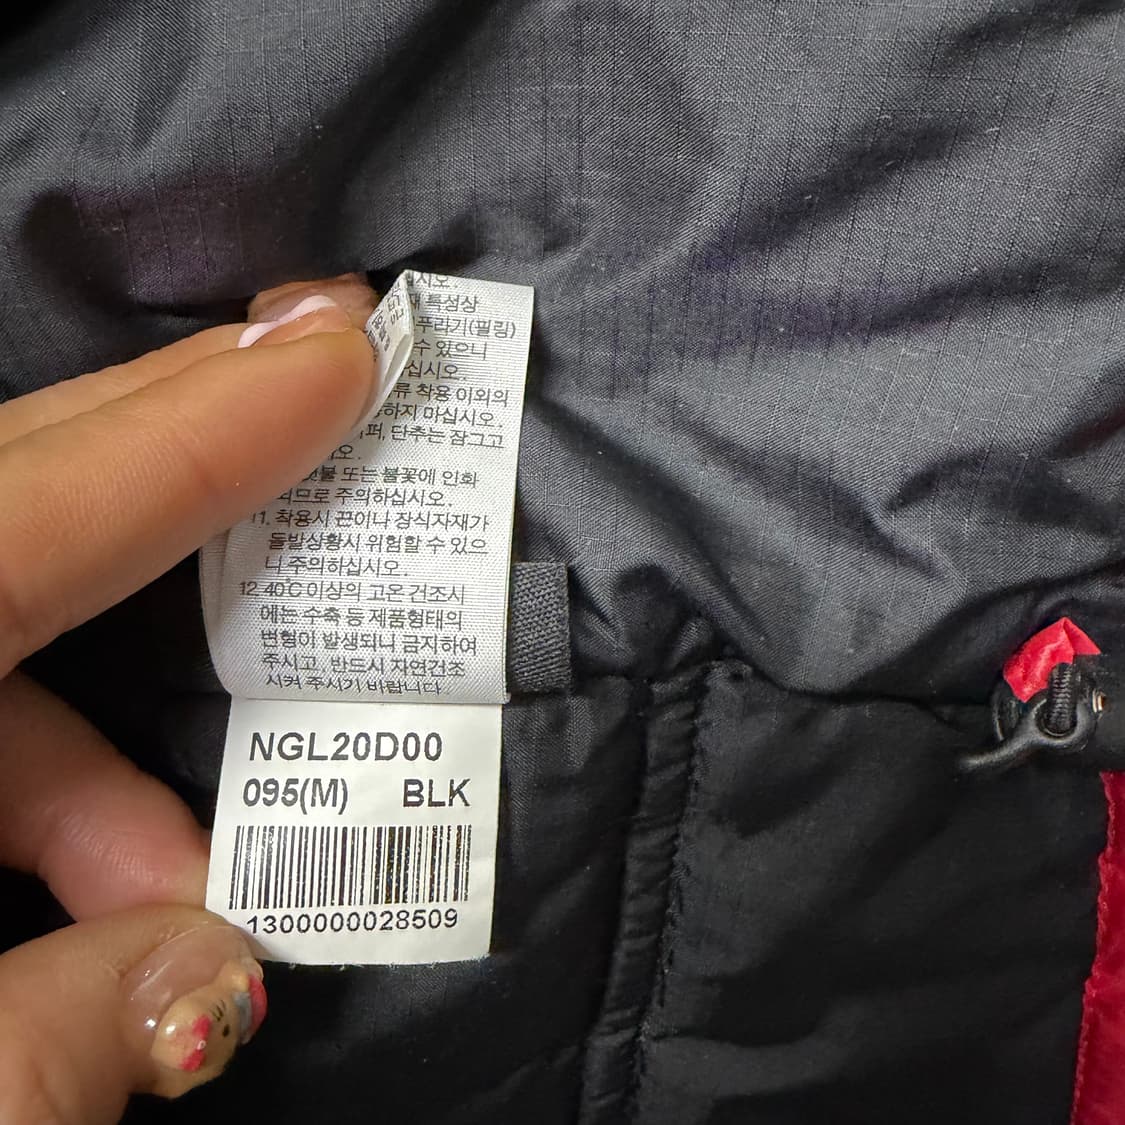 십시오.
특성상
푸라기(필링)
수 있으니
십시오.
류 착용 이외의
하지 마십시오.
퍼, 단추는 잠그고
오.
또는 불꽃에 인화
되므로 주의하십시오.
11. 착용시 끈이나 장식자재가
돌발상황시 위험할 수 있으
니 주의하십시오.
12. 40℃ 이상의 고온 건조시
에는 수축 등 제품형태의
변형이 발생되니 금지하여
주시고, 반드시 자연건조
시켜 주시기 바랍니다.
NGL20D00
095(M) BLK
1300000028509